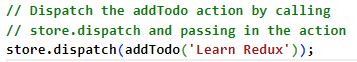 // Dispatch the addTodo action by calling
// store.dispatch and passing in the action
store.dispatch(addTodo('Learn Redux'));